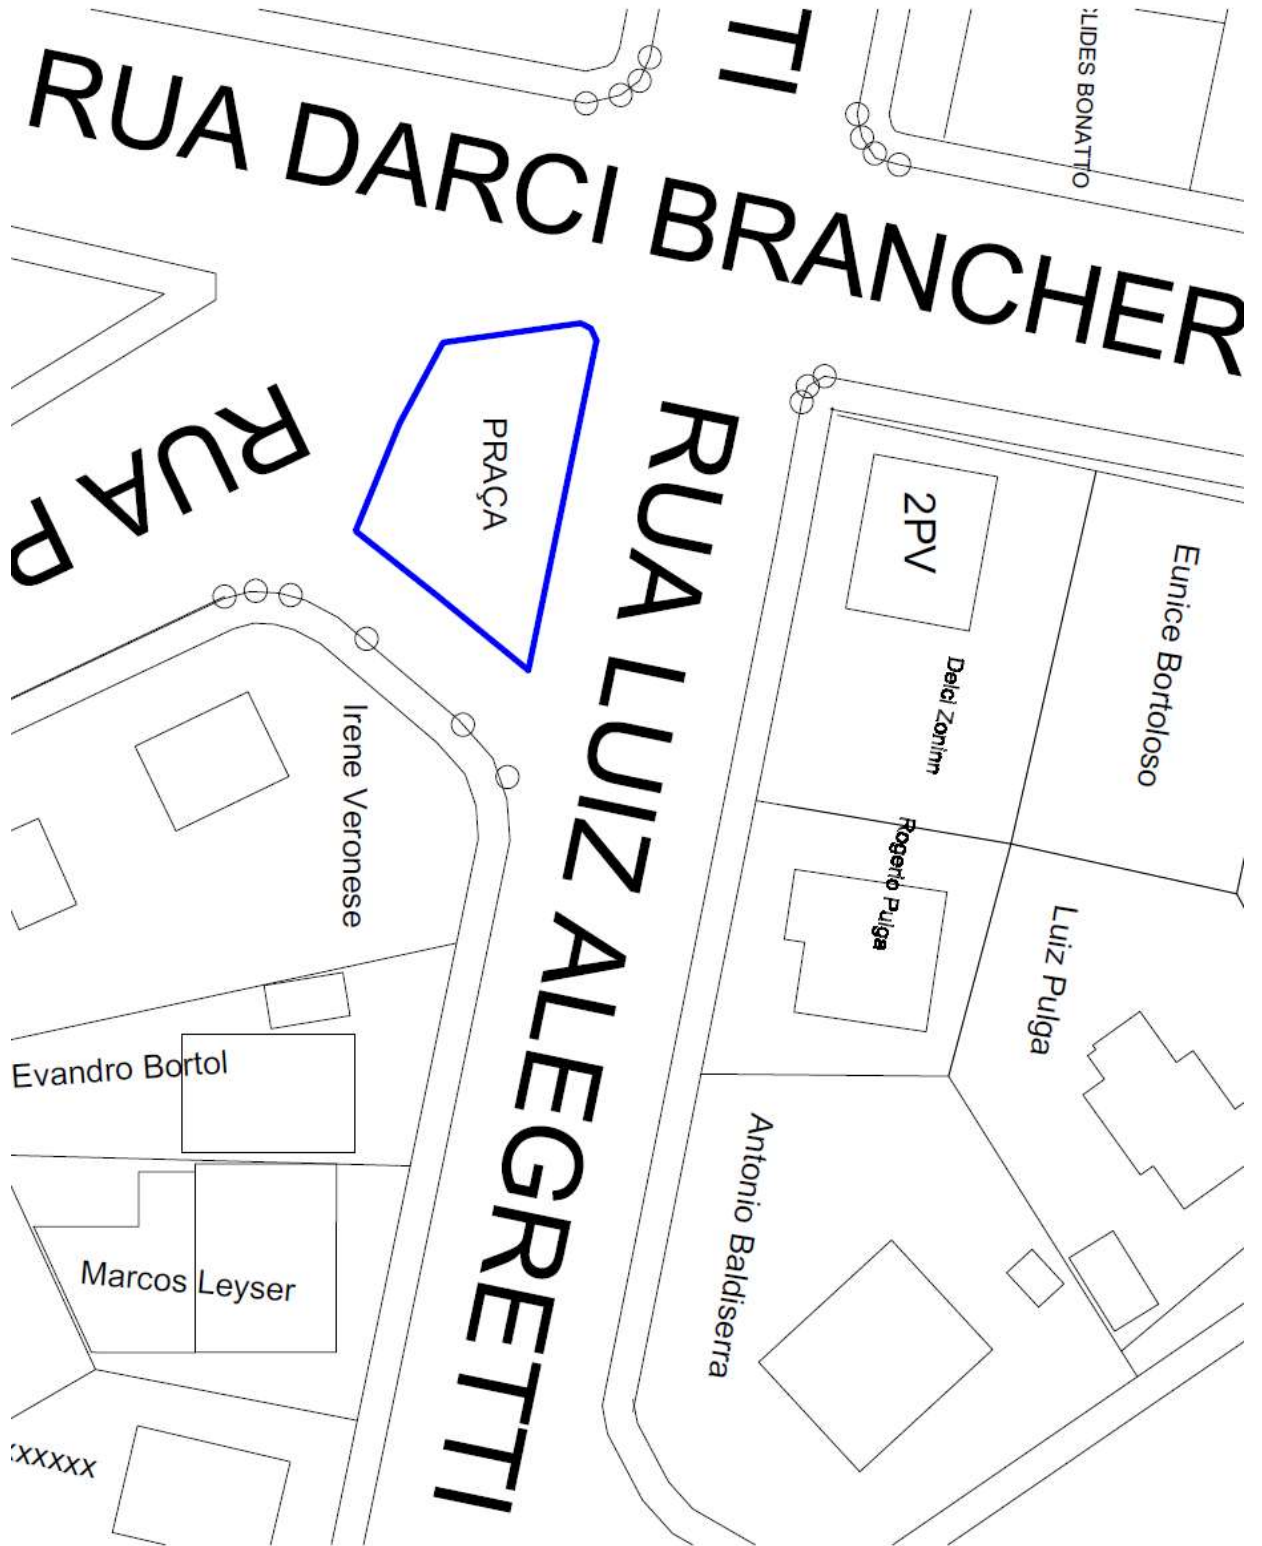 TI
LIDES BONATTO
RUA DARCI BRANCHER
RUA P
PRAÇA
RUA LUIZ ALEGRETTI
2PV
Eunice Bortoloso
Delci Zoninn
Irene Veronese
Rogerio Pulga
Luiz Pulga
Evandro Bortol
Antonio Baldiserra
Marcos Leyser
xxxxxx